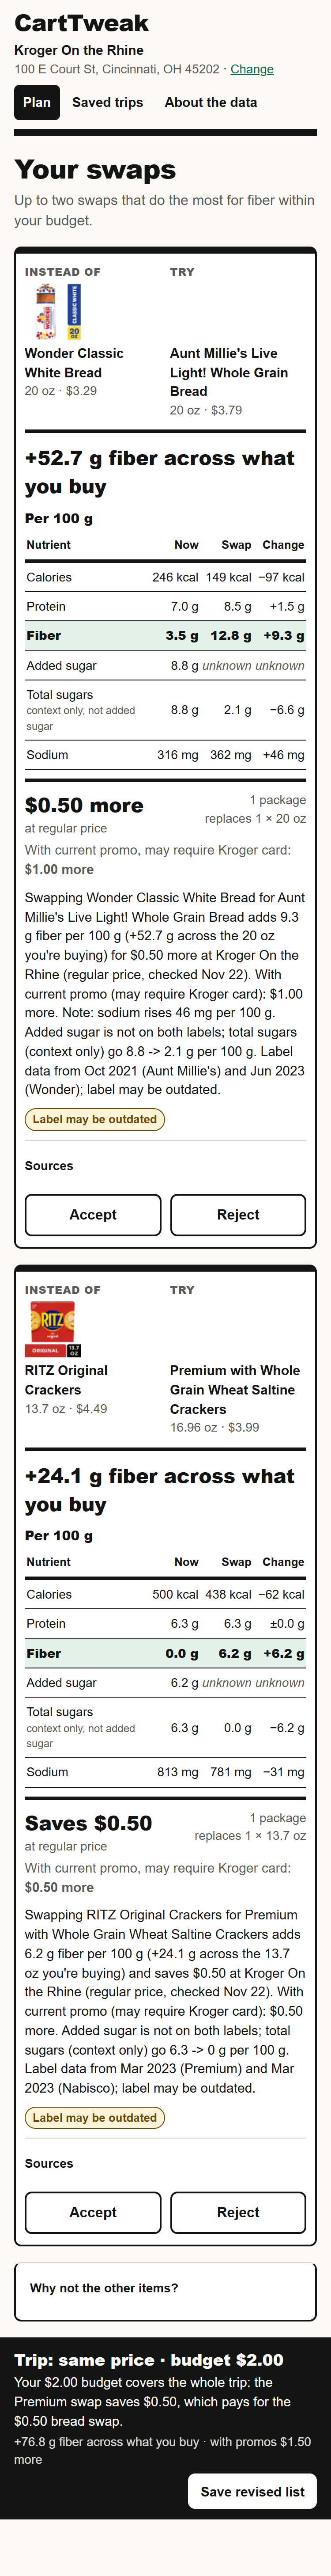 CartTweak
Kroger On the Rhine
100 E Court St, Cincinnati, OH 45202 · Change
Plan Saved trips About the data
Your swaps
Up to two swaps that do the most for fiber within
your budget.
INSTEAD OF TRY
WONDER
CLASSIC WHITE
20
OZ
Wonder Classic
White Bread
20 oz · $3.29
Aunt Millie's Live
Light! Whole Grain
Bread
20 oz · $3.79
+52.7 g fiber across what
you buy
Per 100 g
Nutrient Now Swap Change
Calories 246 kcal 149 kcal −97 kcal
Protein 7.0 g 8.5 g +1.5 g
Fiber 3.5 g 12.8 g +9.3 g
Added sugar 8.8 g unknown unknown
Total sugars
context only, not added
sugar
8.8 g 2.1 g −6.6 g
Sodium 316 mg 362 mg +46 mg
$0.50 more
at regular price
1 package
replaces 1 × 20 oz
With current promo, may require Kroger card:
$1.00 more
Swapping Wonder Classic White Bread for Aunt
Millie's Live Light! Whole Grain Bread adds 9.3
g fiber per 100 g (+52.7 g across the 20 oz
you're buying) for $0.50 more at Kroger On the
Rhine (regular price, checked Nov 22). With
current promo (may require Kroger card): $1.00
more. Note: sodium rises 46 mg per 100 g.
Added sugar is not on both labels; total sugars
(context only) go 8.8 -> 2.1 g per 100 g. Label
data from Oct 2021 (Aunt Millie's) and Jun 2023
(Wonder); label may be outdated.
Label may be outdated
Sources
Accept Reject
INSTEAD OF TRY
RITZ
ORIGINAL
13.7
OZ
RITZ Original
Crackers
13.7 oz · $4.49
Premium with Whole
Grain Wheat Saltine
Crackers
16.96 oz · $3.99
+24.1 g fiber across what
you buy
Per 100 g
Nutrient Now Swap Change
Calories 500 kcal 438 kcal −62 kcal
Protein 6.3 g 6.3 g ±0.0 g
Fiber 0.0 g 6.2 g +6.2 g
Added sugar 6.2 g unknown unknown
Total sugars
context only, not added
sugar
6.3 g 0.0 g −6.2 g
Sodium 813 mg 781 mg −31 mg
Saves $0.50
at regular price
1 package
replaces 1 × 13.7 oz
With current promo, may require Kroger card:
$0.50 more
Swapping RITZ Original Crackers for Premium
with Whole Grain Wheat Saltine Crackers adds
6.2 g fiber per 100 g (+24.1 g across the 13.7
oz you're buying) and saves $0.50 at Kroger On
the Rhine (regular price, checked Nov 22). With
current promo (may require Kroger card): $0.50
more. Added sugar is not on both labels; total
sugars (context only) go 6.3 -> 0 g per 100 g.
Label data from Mar 2023 (Premium) and Mar
2023 (Nabisco); label may be outdated.
Label may be outdated
Sources
Accept Reject
Why not the other items?
Trip: same price · budget $2.00
Your $2.00 budget covers the whole trip: the
Premium swap saves $0.50, which pays for the
$0.50 bread swap.
+76.8 g fiber across what you buy · with promos $1.50
more
Save revised list